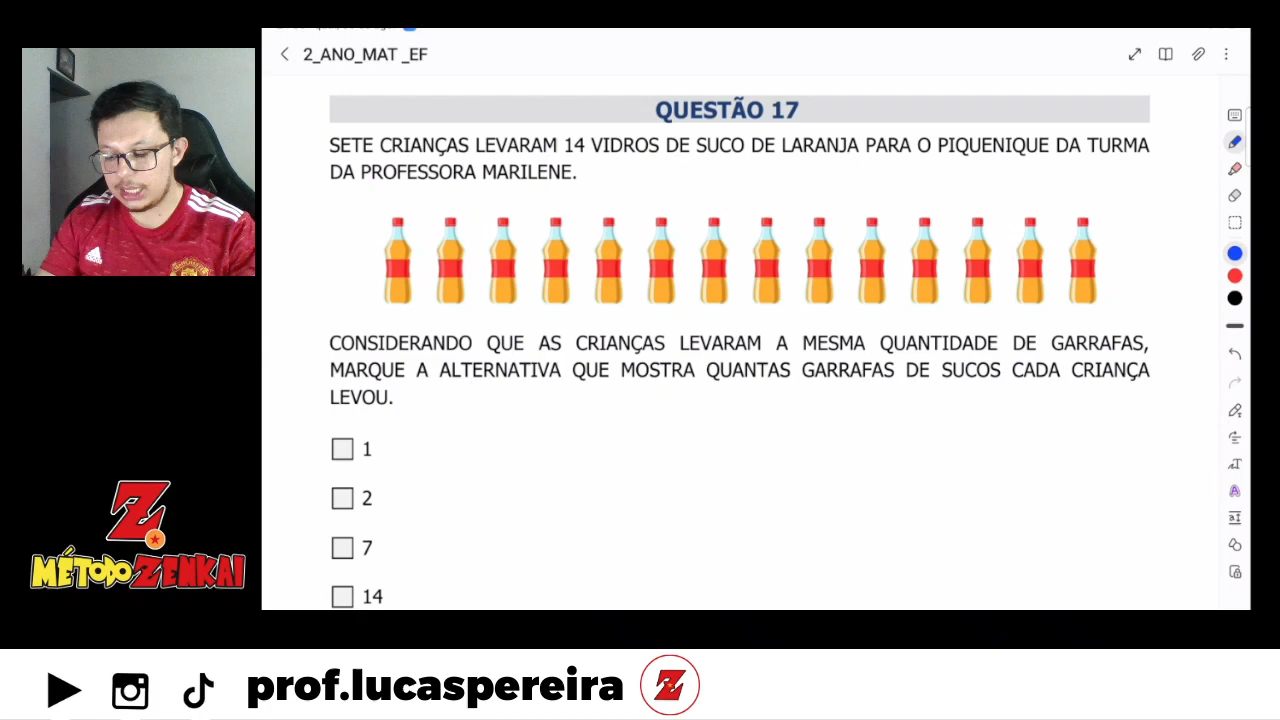 2_ANO_MAT _EF
QUESTÃO 17
SETE CRIANÇAS LEVARAM 14 VIDROS DE SUCO DE LARANJA PARA O PIQUENIQUE DA TURMA
DA PROFESSORA MARILENE.
CONSIDERANDO QUE AS CRIANÇAS LEVARAM A MESMA QUANTIDADE DE GARRAFAS,
MARQUE A ALTERNATIVA QUE MOSTRA QUANTAS GARRAFAS DE SUCOS CADA CRIANÇA
LEVOU.
1
2
7
14
Z
MÉTODO ZENKAI
prof.lucaspereira
Z